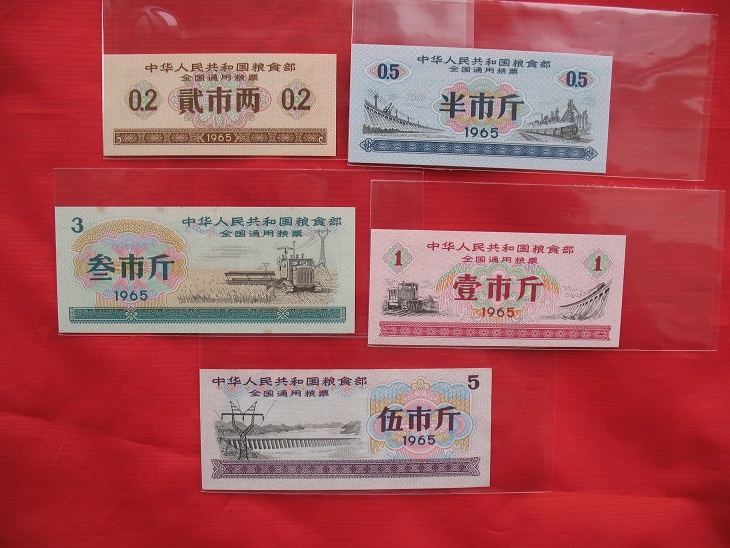 中华人民共和国粮食部
全国通用粮票
0.2 貳市两 0.2
1965
中华人民共和国粮食部
全国通用粮票
0.5 0.5
半市斤
1965
3
中华人民共和国粮食部
全国通用粮票
叁市斤
1965
中华人民共和国粮食部
全国通用粮票
1 1
壹市斤
1965
中华人民共和国粮食部
全国通用粮票
5
伍市斤
1965